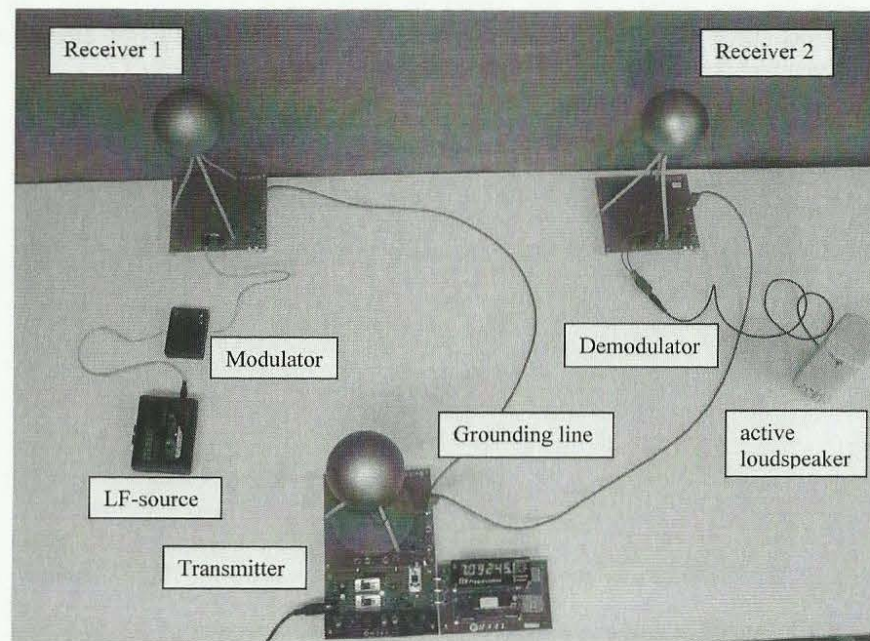 Receiver 1
Receiver 2
Modulator
Demodulator
Grounding line
active
loudspeaker
LF-source
Transmitter